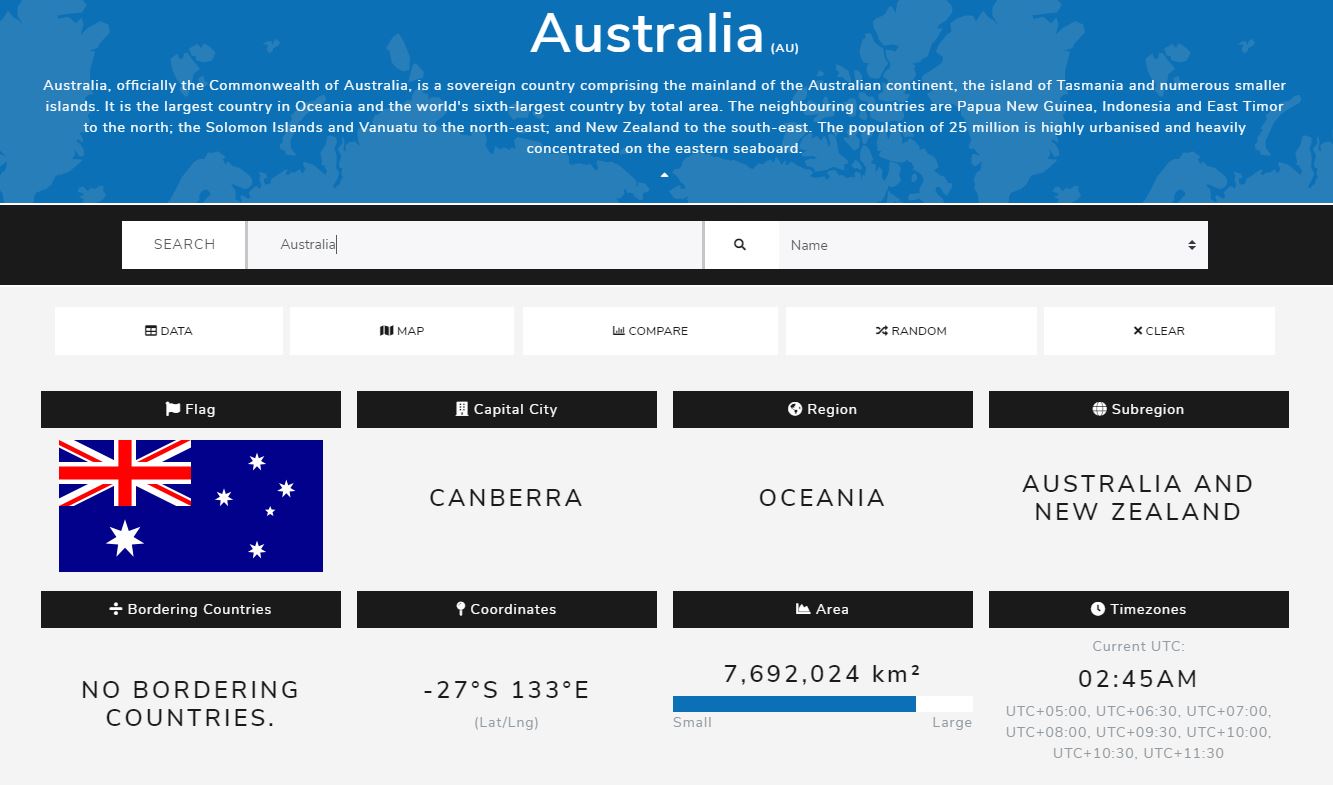 Australia (AU)
Australia, officially the Commonwealth of Australia, is a sovereign country comprising the mainland of the Australian continent, the island of Tasmania and numerous smaller
islands. It is the largest country in Oceania and the world's sixth-largest country by total area. The neighbouring countries are Papua New Guinea, Indonesia and East Timor
to the north; the Solomon Islands and Vanuatu to the north-east; and New Zealand to the south-east. The population of 25 million is highly urbanised and heavily
concentrated on the eastern seaboard.
SEARCH Australia Name
DATA MAP COMPARE RANDOM CLEAR
Flag Capital City Region Subregion
CANBERRA
OCEANIA
AUSTRALIA AND
NEW ZEALAND
Bordering Countries Coordinates Area Timezones
NO BORDERING
COUNTRIES.
-27°S 133°E
(Lat/Lng)
7,692,024 km²
Small Large
Current UTC:
02:45AM
UTC+05:00, UTC+06:30, UTC+07:00,
UTC+08:00, UTC+09:30, UTC+10:00,
UTC+10:30, UTC+11:30